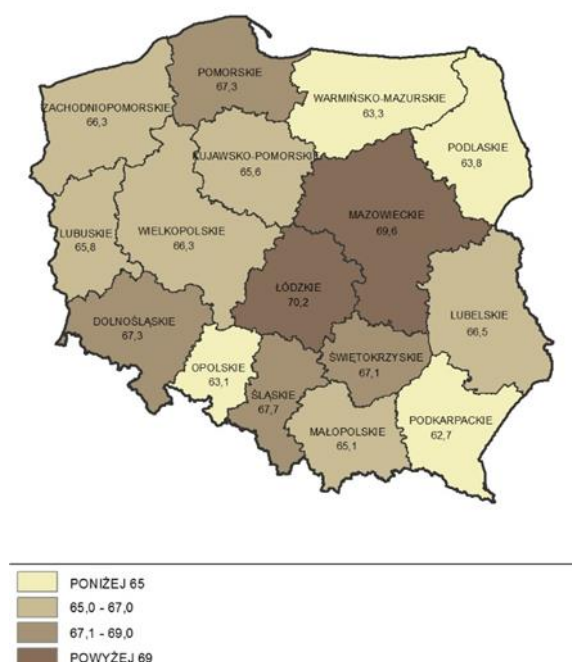 POMORSKIE
67,3
WARMIŃSKO-MAZURSKIE
63,3
ZACHODNIOPOMORSKIE
66,3
PODLASKIE
63,8
KUJAWSKO-POMORSKIE
65,6
MAZOWIECKIE
69,6
LUBUSKIE
65,8
WIELKOPOLSKIE
66,3
ŁÓDZKIE
70,2
LUBELSKIE
66,5
DOLNOŚLĄSKIE
67,3
ŚWIĘTOKRZYSKIE
67,1
OPOLSKIE
63,1
ŚLĄSKIE
67,7
PODKARPACKIE
62,7
MAŁOPOLSKIE
65,1
PONIŻEJ 65
65,0 - 67,0
67,1 - 69,0
POWYŻEJ 69